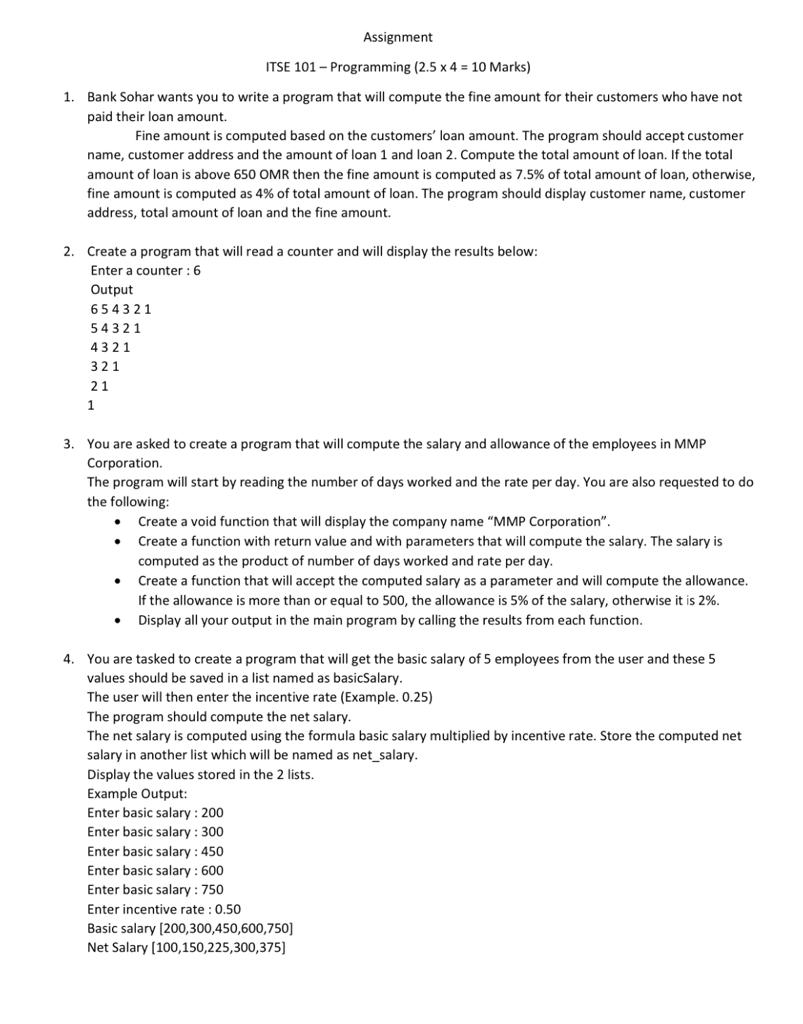 Assignment
ITSE 101 – Programming (2.5 x 4 = 10 Marks)
1. Bank Sohar wants you to write a program that will compute the fine amount for their customers who have not
paid their loan amount.
Fine amount is computed based on the customers' loan amount. The program should accept customer
name, customer address and the amount of loan 1 and loan 2. Compute the total amount of loan. If the total
amount of loan is above 650 OMR then the fine amount is computed as 7.5% of total amount of loan, otherwise,
fine amount is computed as 4% of total amount of loan. The program should display customer name, customer
address, total amount of loan and the fine amount.
2. Create a program that will read a counter and will display the results below:
Enter a counter : 6
Output
6 5 4 3 2 1
5 4 3 2 1
4 3 2 1
3 2 1
2 1
1
3. You are asked to create a program that will compute the salary and allowance of the employees in MMP
Corporation.
The program will start by reading the number of days worked and the rate per day. You are also requested to do
the following:
• Create a void function that will display the company name “MMP Corporation”.
• Create a function with return value and with parameters that will compute the salary. The salary is
computed as the product of number of days worked and rate per day.
• Create a function that will accept the computed salary as a parameter and will compute the allowance.
If the allowance is more than or equal to 500, the allowance is 5% of the salary, otherwise it is 2%.
• Display all your output in the main program by calling the results from each function.
4. You are tasked to create a program that will get the basic salary of 5 employees from the user and these 5
values should be saved in a list named as basicSalary.
The user will then enter the incentive rate (Example. 0.25)
The program should compute the net salary.
The net salary is computed using the formula basic salary multiplied by incentive rate. Store the computed net
salary in another list which will be named as net_salary.
Display the values stored in the 2 lists.
Example Output:
Enter basic salary : 200
Enter basic salary : 300
Enter basic salary : 450
Enter basic salary : 600
Enter basic salary : 750
Enter incentive rate : 0.50
Basic salary [200,300,450,600,750]
Net Salary [100,150,225,300,375]